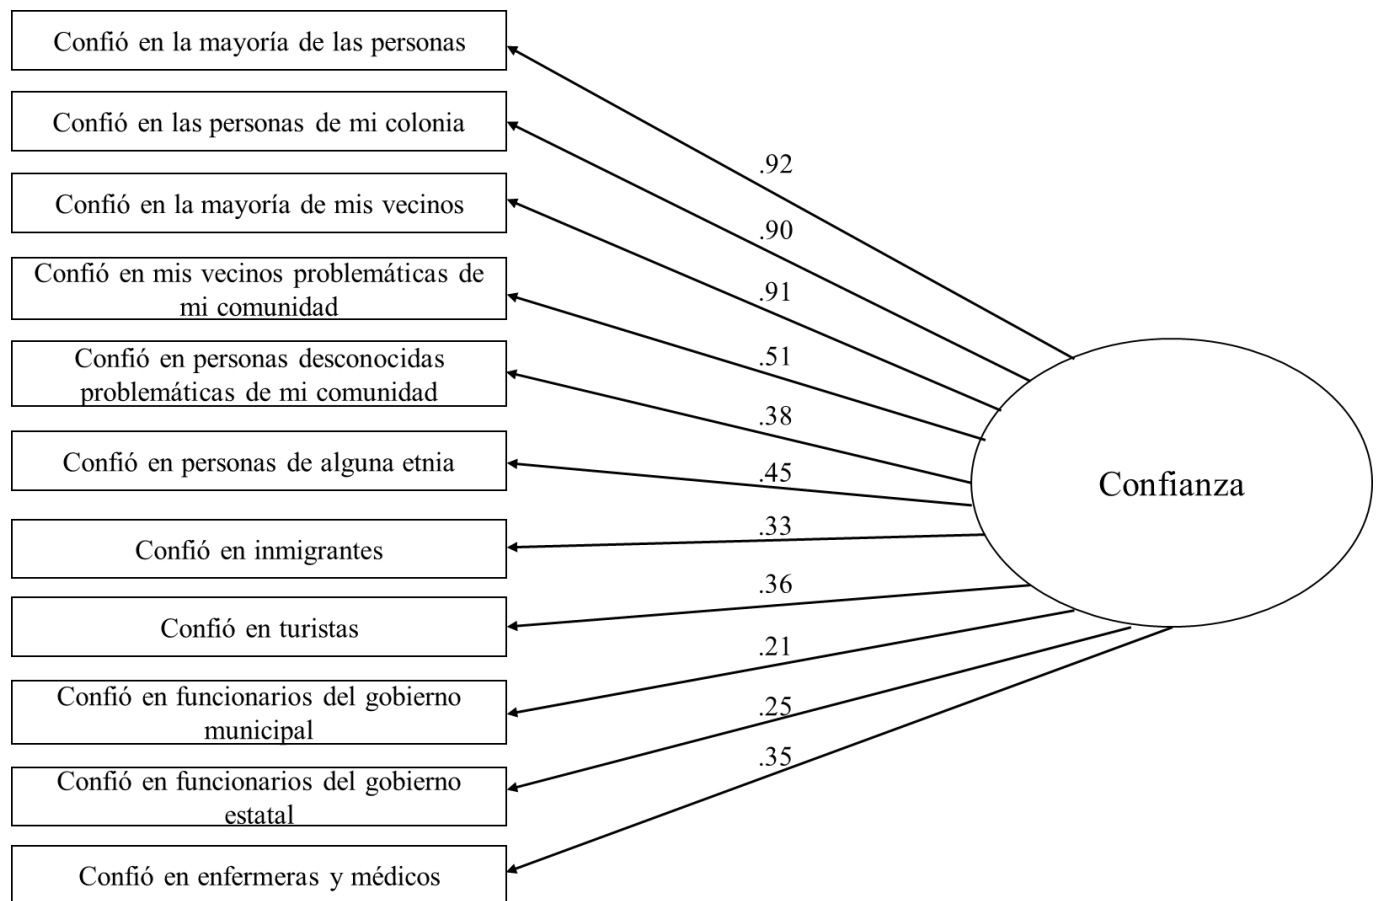 Confió en la mayoría de las personas
Confió en las personas de mi colonia
Confió en la mayoría de mis vecinos
Confió en mis vecinos problemáticas de
mi comunidad
Confió en personas desconocidas
problemáticas de mi comunidad
Confió en personas de alguna etnia
Confió en inmigrantes
Confió en turistas
Confió en funcionarios del gobierno
municipal
Confió en funcionarios del gobierno
estatal
Confió en enfermeras y médicos
.92
.90
.91
.51
.38
.45
.33
.36
.21
.25
.35
Confianza